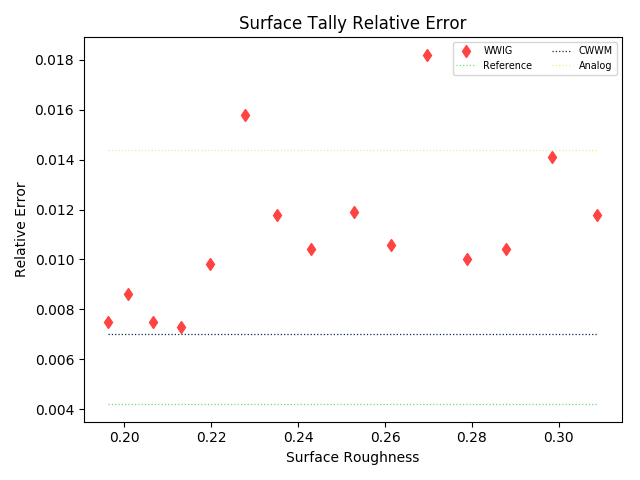 Surface Tally Relative Error
WWIG
Reference
CWWM
Analog
Relative Error
0.018
0.016
0.014
0.012
0.010
0.008
0.006
0.004
0.20
0.22
0.24
0.26
0.28
0.30
Surface Roughness